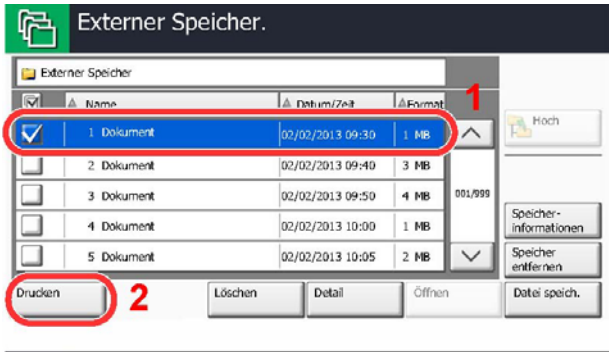 Externer Speicher.
Externer Speicher
Name Datum/Zeit Format 1
1 Dokument 02/02/2013 09:30 1 MB
Hoch
2 Dokument 02/02/2013 09:40 3 MB
3 Dokument 02/02/2013 09:50 4 MB
001/999
4 Dokument 02/02/2013 10:00 1 MB
Speicher-
informationen
5 Dokument 02/02/2013 10:05 2 MB
Speicher
entfernen
Drucken 2 Löschen Detail Öffnen Datei speich.